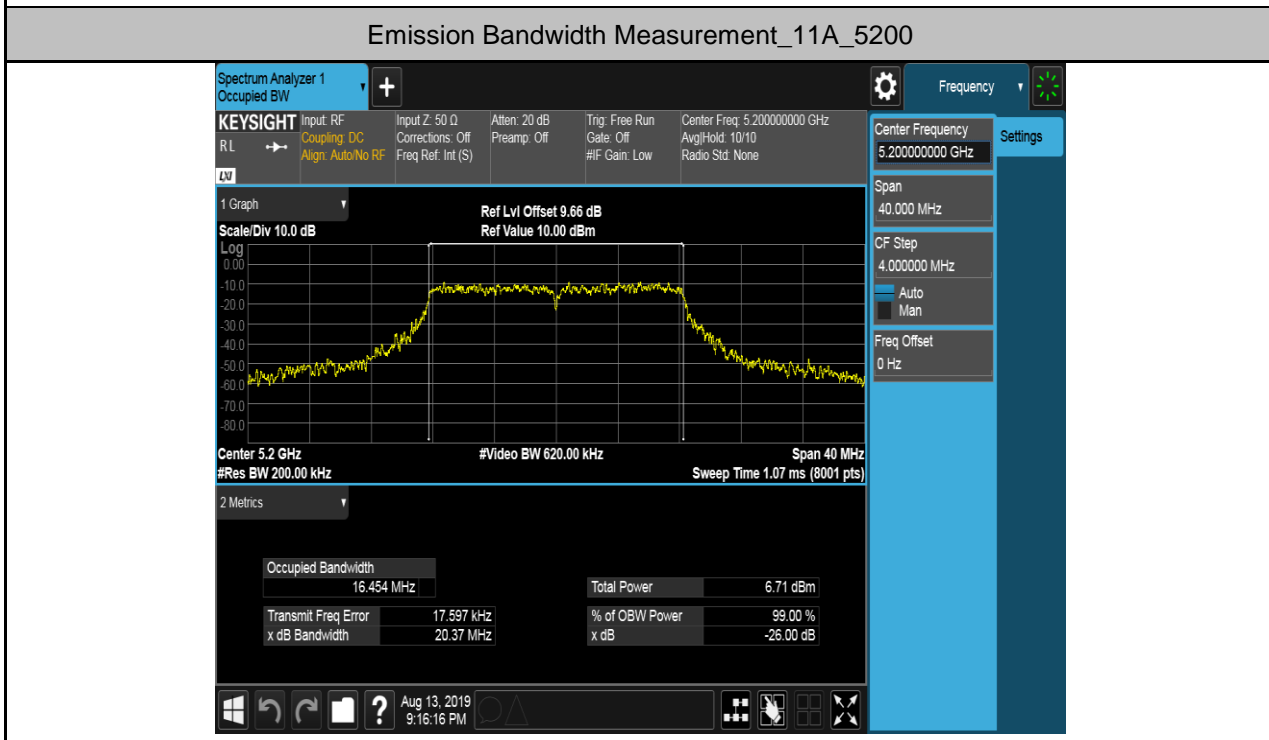 Emission Bandwidth Measurement_11A_5200
Spectrum Analyzer 1
Occupied BW
Frequency
KEYSIGHT
RL
LXI
Input: RF
Coupling: DC
Align: Auto/No RF
Input Z: 50 Ω
Corrections: Off
Freq Ref: Int (S)
Atten: 20 dB
Preamp: Off
Trig: Free Run
Gate: Off
#IF Gain: Low
Center Freq: 5.200000000 GHz
Avg|Hold: 10/10
Radio Std: None
Center Frequency
5.200000000 GHz
Settings
Span
40.000 MHz
CF Step
4.000000 MHz
Auto
Man
Freq Offset
0 Hz
1 Graph
Scale/Div 10.0 dB
Ref Lvl Offset 9.66 dB
Ref Value 10.00 dBm
Log
0.00
-10.0
-20.0
-30.0
-40.0
-50.0
-60.0
-70.0
-80.0
Center 5.2 GHz
#Video BW 620.00 kHz
Span 40 MHz
#Res BW 200.00 kHz
Sweep Time 1.07 ms (8001 pts)
2 Metrics
Occupied Bandwidth
16.454 MHz
Total Power 6.71 dBm
Transmit Freq Error 17.597 kHz
% of OBW Power 99.00 %
x dB Bandwidth 20.37 MHz
x dB -26.00 dB
?
Aug 13, 2019
9:16:16 PM